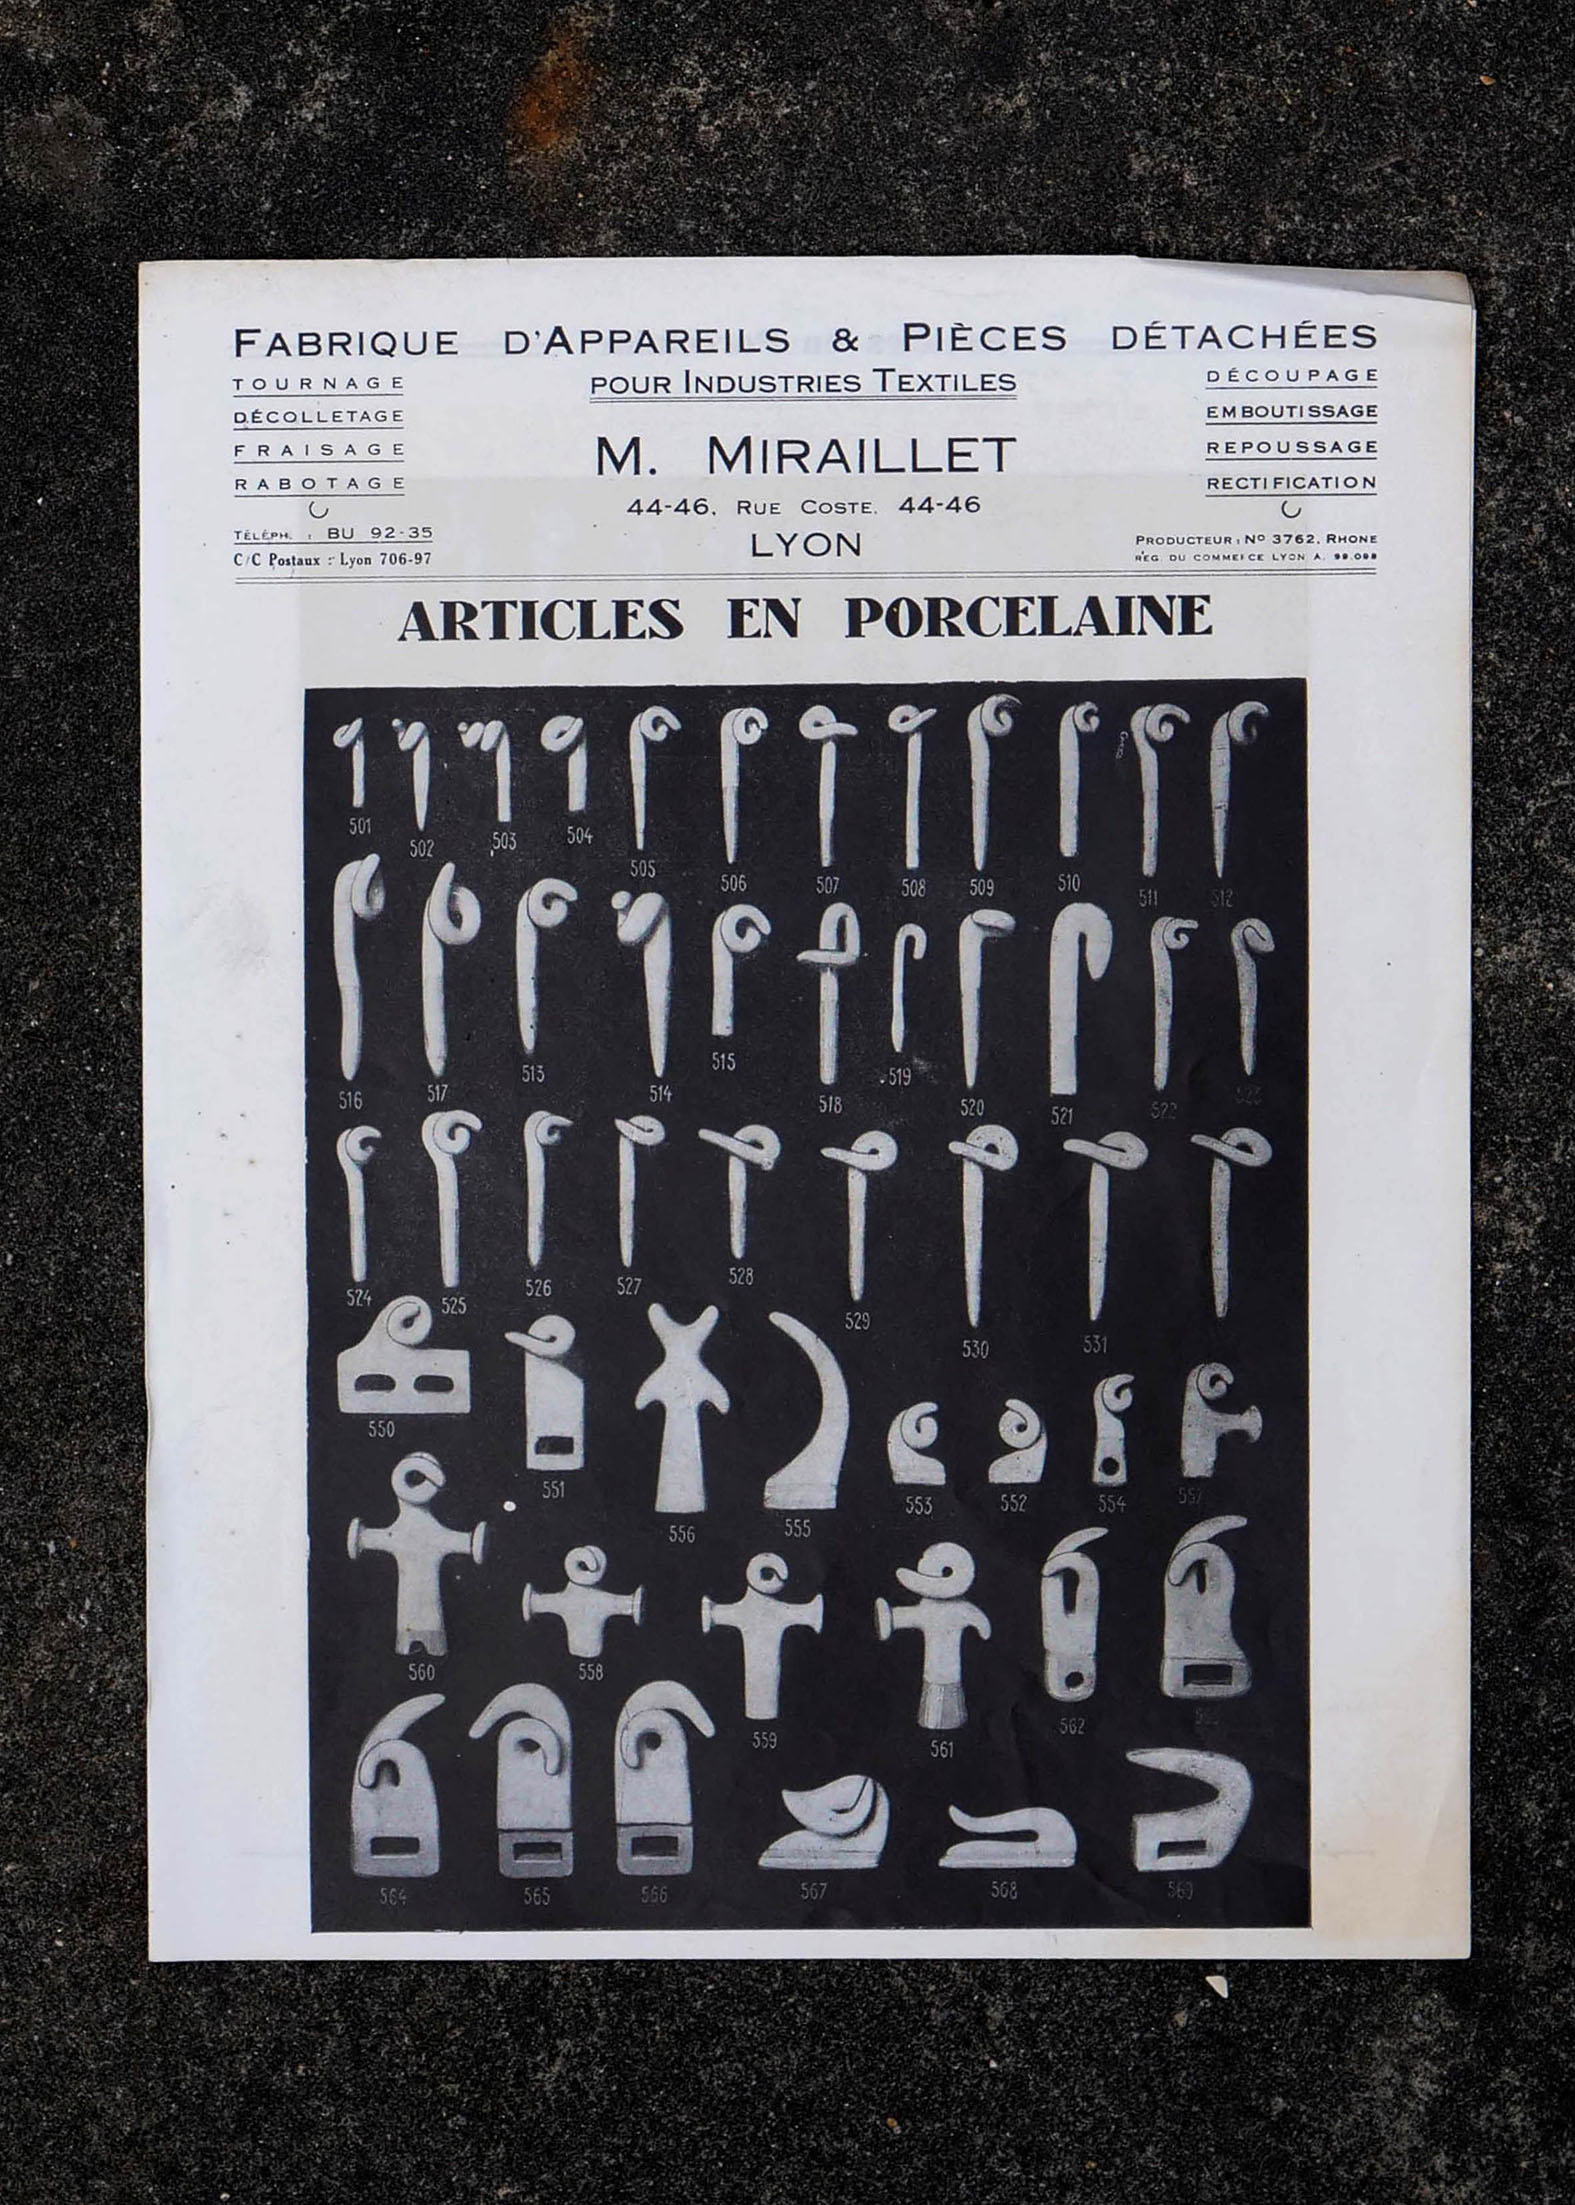 FABRIQUE D'APPAREILS & PIÈCES DÉTACHÉES
POUR INDUSTRIES TEXTILES
TOURNAGE
DÉCOLLETAGE
FRAISAGE
RABOTAGE
TÉLÉPH. : BU 92-35
C/C Postaux : Lyon 706-97
M. MIRAILLET
44-46, RUE COSTE, 44-46
LYON
DÉCOUPAGE
EMBOUTISSAGE
REPOUSSAGE
RECTIFICATION
PRODUCTEUR : Nº 3762, RHONE
REG. DU COMMERCE LYON A. 99.098
ARTICLES EN PORCELAINE
501 502 503 504 505 506 507 508 509 510 511 512
516 517 513 514 515 518 519 520 521 522 523
524 525 526 527 528 529 530 531
550 551 556 555 553 552 554 557
560 558 559 561 562
564 565 566 567 568 569